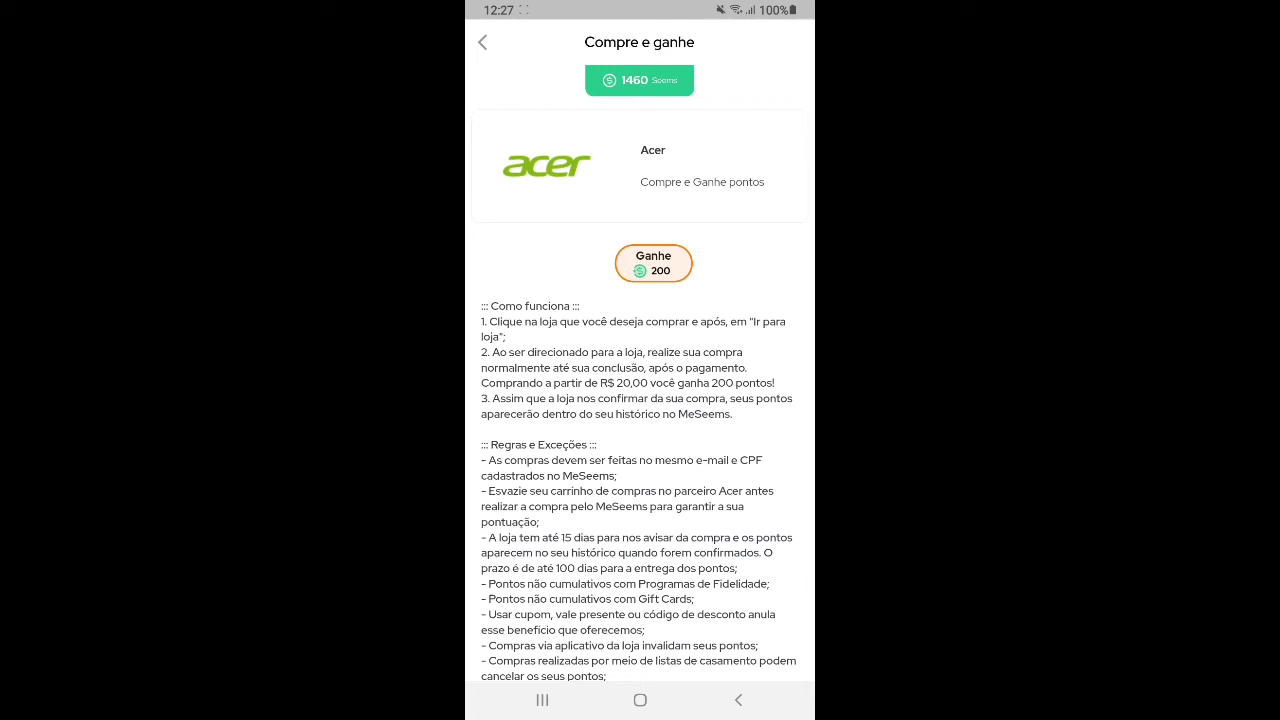 12:27
100%
Compre e ganhe
1460 Seems
acer
Acer
Compre e Ganhe pontos
Ganhe
200
::: Como funciona :::
1. Clique na loja que você deseja comprar e após, em "Ir para
loja";
2. Ao ser direcionado para a loja, realize sua compra
normalmente até sua conclusão, após o pagamento.
Comprando a partir de R$ 20,00 você ganha 200 pontos!
3. Assim que a loja nos confirmar da sua compra, seus pontos
aparecerão dentro do seu histórico no MeSeems.
::: Regras e Exceções :::
- As compras devem ser feitas no mesmo e-mail e CPF
cadastrados no MeSeems;
- Esvazie seu carrinho de compras no parceiro Acer antes
realizar a compra pelo MeSeems para garantir a sua
pontuação;
- A loja tem até 15 dias para nos avisar da compra e os pontos
aparecem no seu histórico quando forem confirmados. O
prazo é de até 100 dias para a entrega dos pontos;
- Pontos não cumulativos com Programas de Fidelidade;
- Pontos não cumulativos com Gift Cards;
- Usar cupom, vale presente ou código de desconto anula
esse benefício que oferecemos;
- Compras via aplicativo da loja invalidam seus pontos;
- Compras realizadas por meio de listas de casamento podem
cancelar os seus pontos;